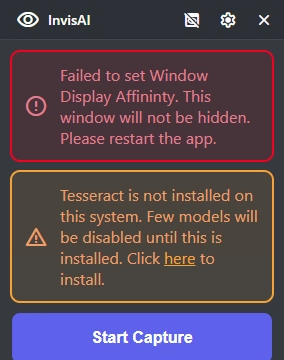 InvisAI
Failed to set Window
Display Affininty. This
window will not be hidden.
Please restart the app.
Tesseract is not installed on
this system. Few models will
be disabled until this is
installed. Click here to
install.
Start Capture